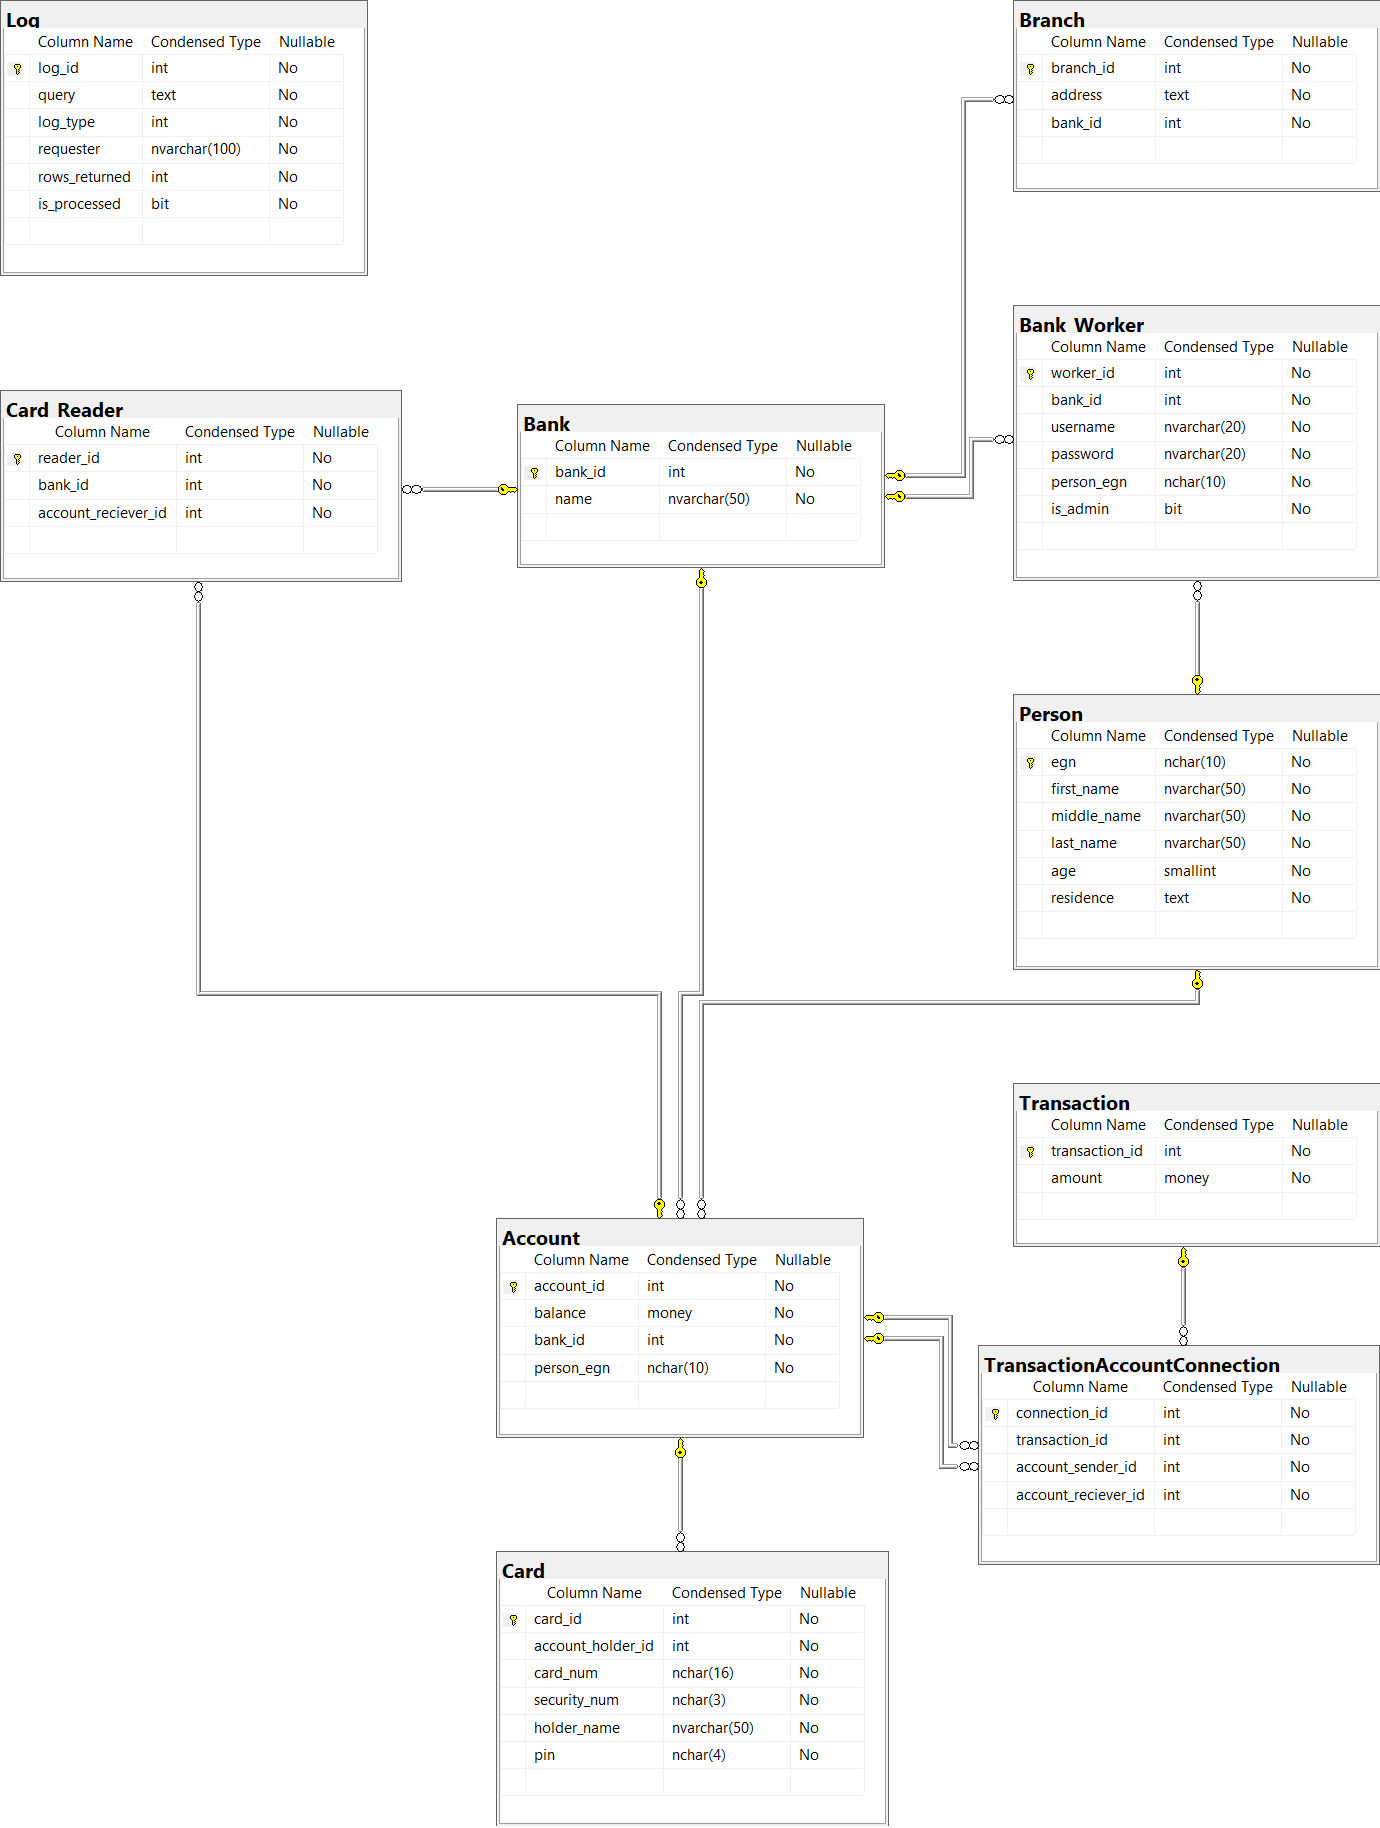 Log
Column Name Condensed Type Nullable
log_id int No
query text No
log_type int No
requester nvarchar(100) No
rows_returned int No
is_processed bit No
Branch
Column Name Condensed Type Nullable
branch_id int No
address text No
bank_id int No
Bank_Worker
Column Name Condensed Type Nullable
worker_id int No
bank_id int No
username nvarchar(20) No
password nvarchar(20) No
person_egn nchar(10) No
is_admin bit No
Card_Reader
Column Name Condensed Type Nullable
reader_id int No
bank_id int No
account_reciever_id int No
Bank
Column Name Condensed Type Nullable
bank_id int No
name nvarchar(50) No
Person
Column Name Condensed Type Nullable
egn nchar(10) No
first_name nvarchar(50) No
middle_name nvarchar(50) No
last_name nvarchar(50) No
age smallint No
residence text No
Transaction
Column Name Condensed Type Nullable
transaction_id int No
amount money No
Account
Column Name Condensed Type Nullable
account_id int No
balance money No
bank_id int No
person_egn nchar(10) No
TransactionAccountConnection
Column Name Condensed Type Nullable
connection_id int No
transaction_id int No
account_sender_id int No
account_reciever_id int No
Card
Column Name Condensed Type Nullable
card_id int No
account_holder_id int No
card_num nchar(16) No
security_num nchar(3) No
holder_name nvarchar(50) No
pin nchar(4) No